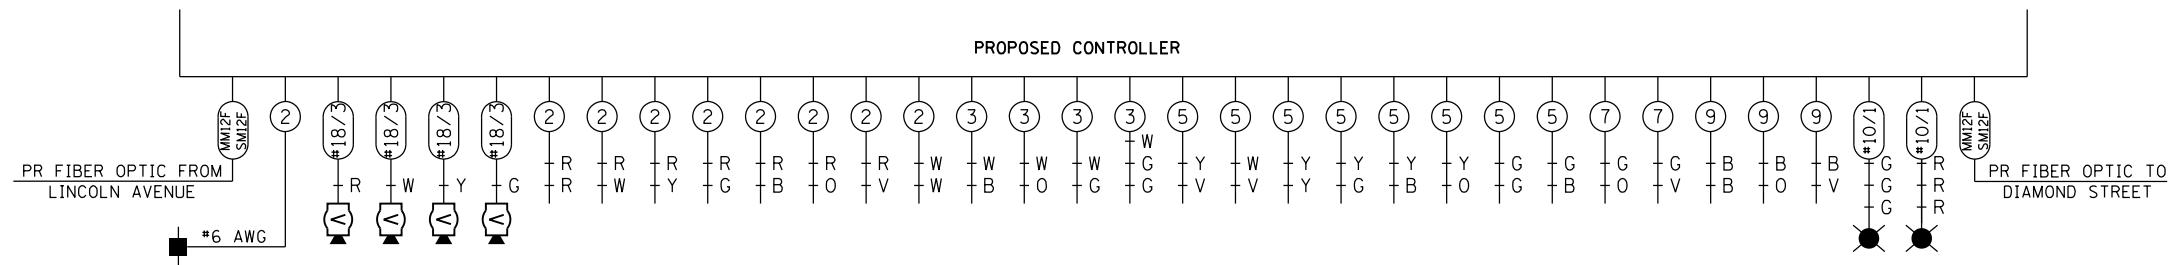 PROPOSED CONTROLLER
MM12F
SM12F
2
#18/3
#18/3
#18/3
#18/3
2 2 2 2 2 2 2 2 3 3 3 3 5 5 5 5 5 5 5 5 7 7 9 9 9
#10/1
#10/1
MM12F
SM12F
W
R R R R R R R W W W W G Y W Y Y Y Y G G G G B B B G R
R W Y G R W Y G B O V W B O G G V V Y G B O G B O V B O V G R
G R
PR FIBER OPTIC FROM
LINCOLN AVENUE
PR FIBER OPTIC TO
DIAMOND STREET
V V V V
#6 AWG